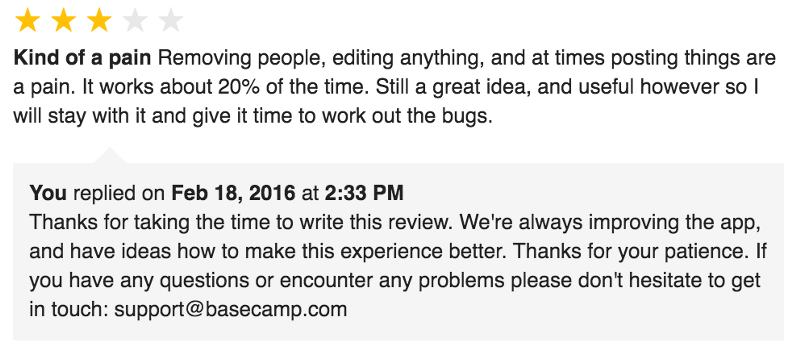 Kind of a pain Removing people, editing anything, and at times posting things are
a pain. It works about 20% of the time. Still a great idea, and useful however so I
will stay with it and give it time to work out the bugs.
You replied on Feb 18, 2016 at 2:33 PM
Thanks for taking the time to write this review. We're always improving the app,
and have ideas how to make this experience better. Thanks for your patience. If
you have any questions or encounter any problems please don't hesitate to get
in touch: support@basecamp.com